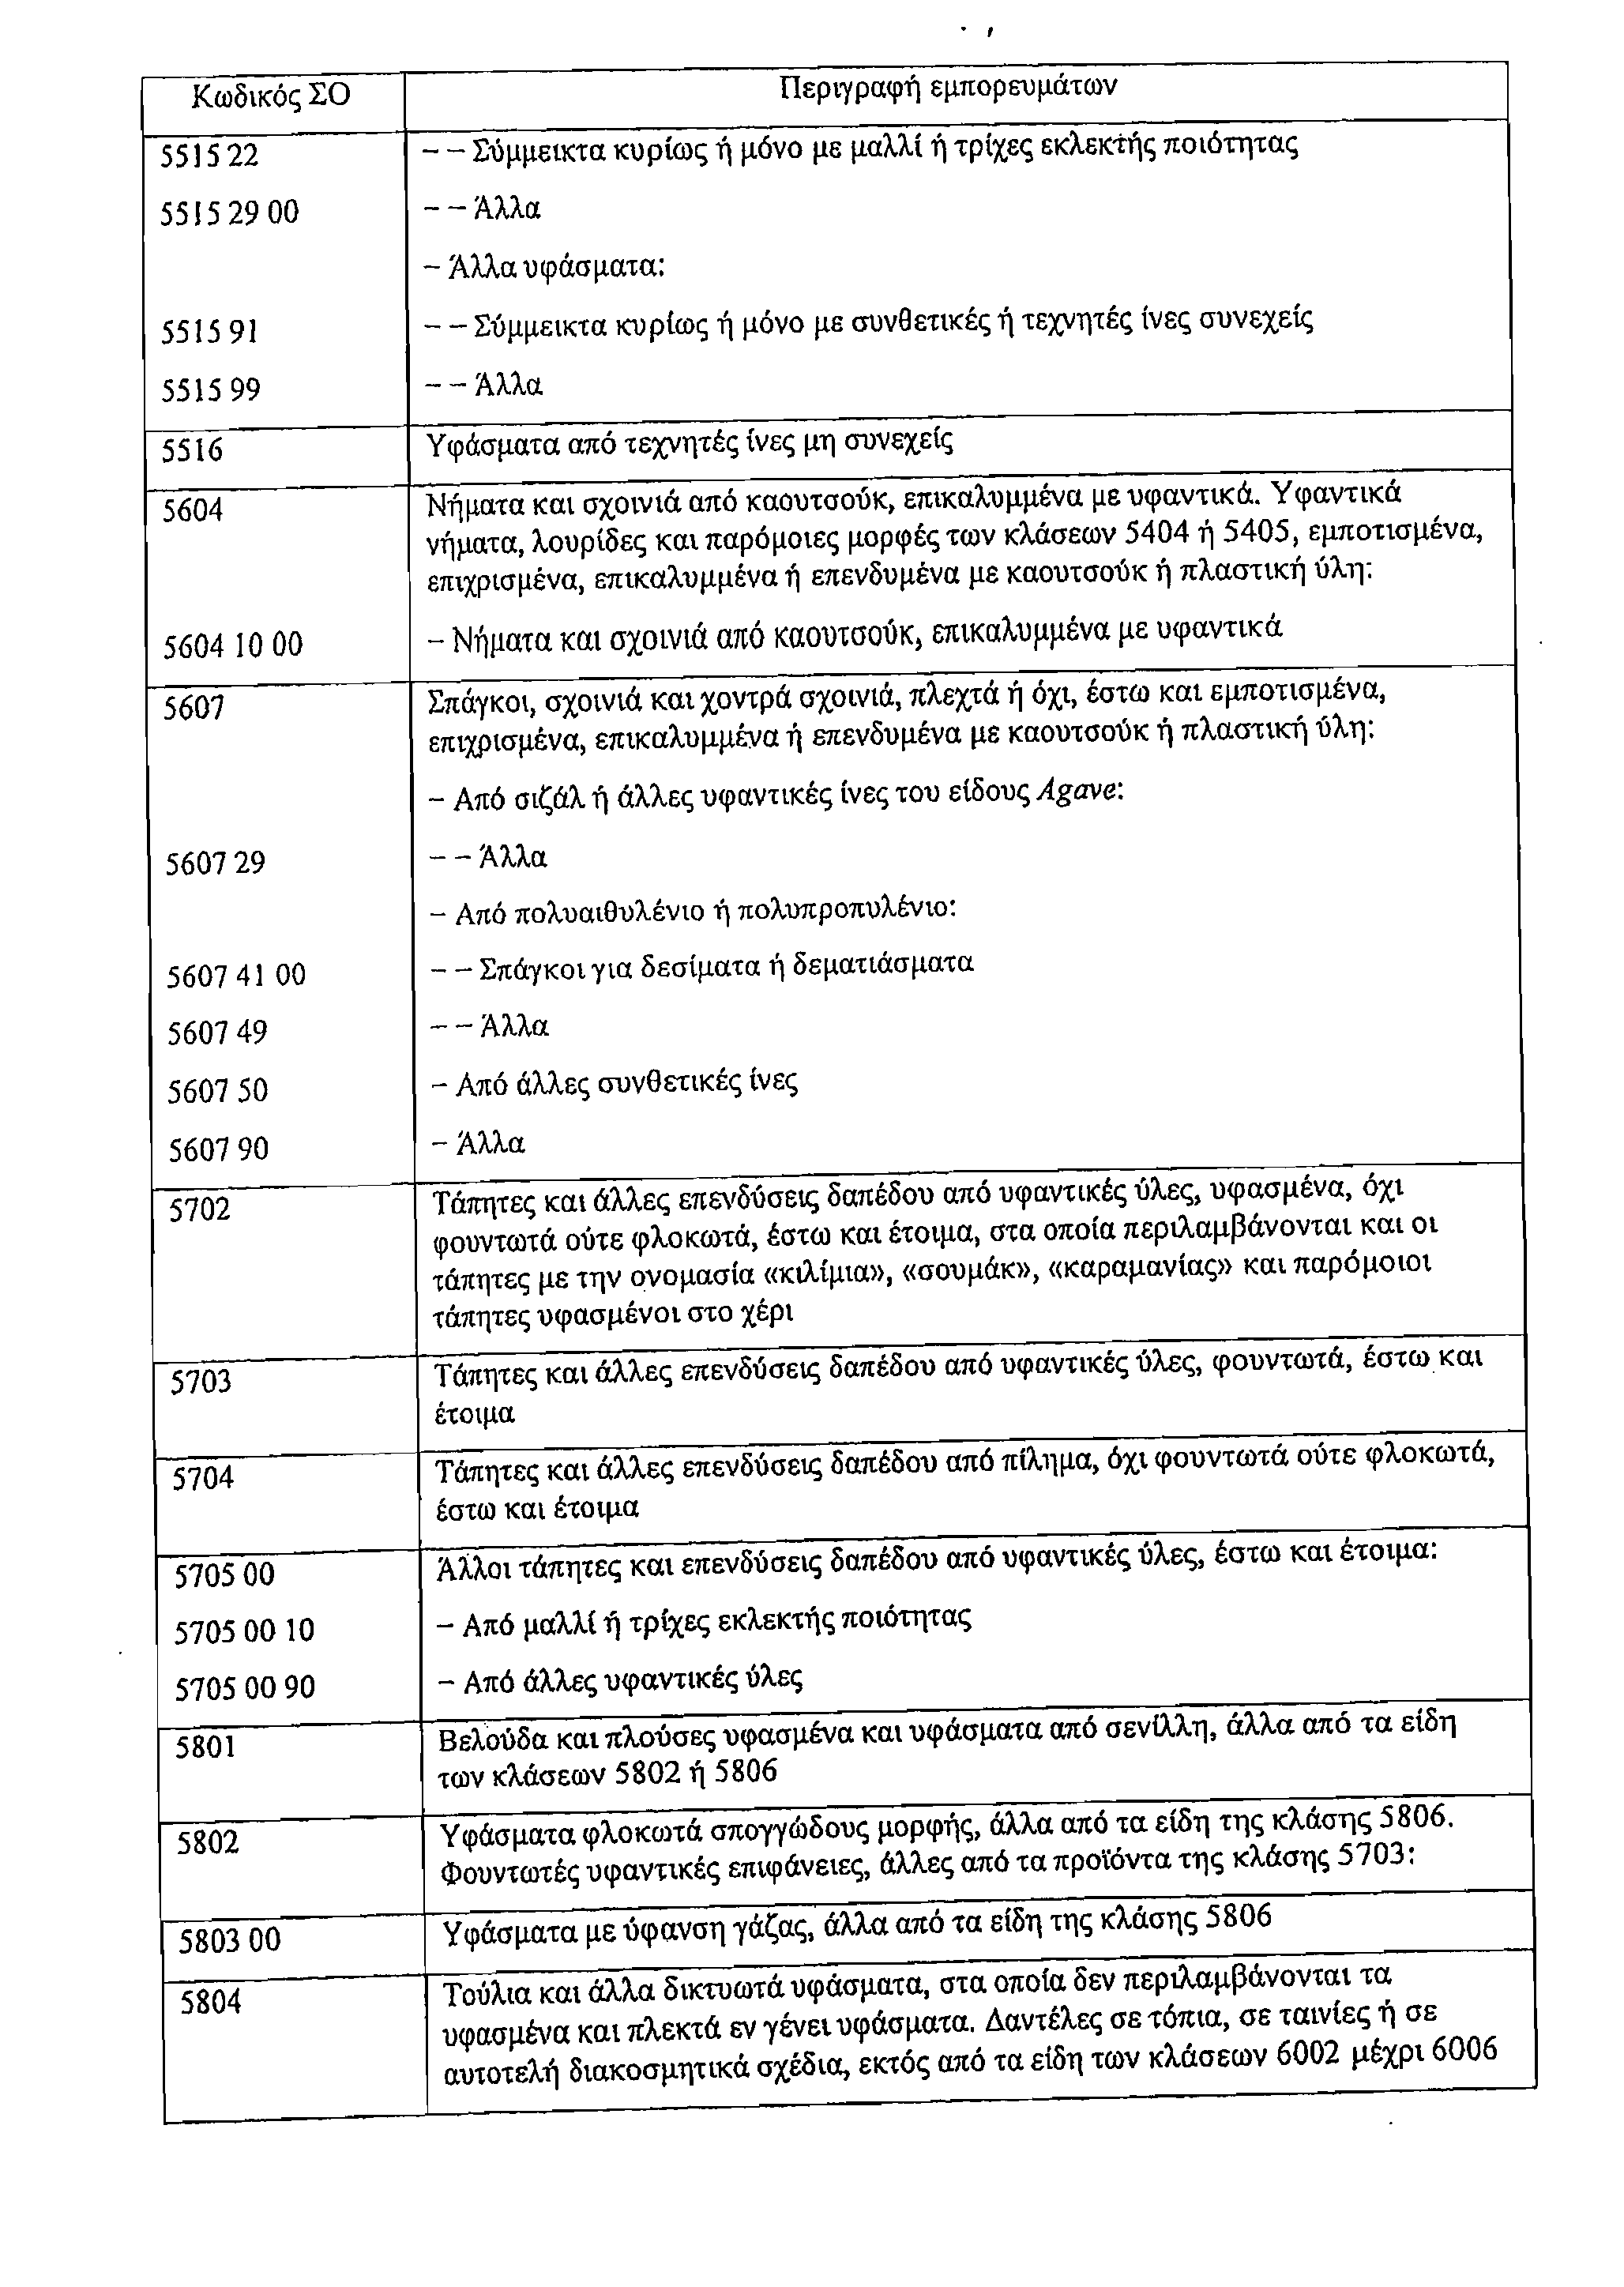 Κωδικός ΣΟ Περιγραφή εμπορευμάτων
5515 22 – – Σύμμεικτα κυρίως ή μόνο με μαλλί ή τρίχες εκλεκτής ποιότητας
5515 29 00 – – Άλλα
– Άλλα υφάσματα:
5515 91 – – Σύμμεικτα κυρίως ή μόνο με συνθετικές ή τεχνητές ίνες συνεχείς
5515 99 – – Άλλα
5516 Υφάσματα από τεχνητές ίνες μη συνεχείς
5604 Νήματα και σχοινιά από καουτσούκ, επικαλυμμένα με υφαντικά. Υφαντικά
νήματα, λουρίδες και παρόμοιες μορφές των κλάσεων 5404 ή 5405, εμποτισμένα,
επιχρισμένα, επικαλυμμένα ή επενδυμένα με καουτσούκ ή πλαστική ύλη:
5604 10 00 – Νήματα και σχοινιά από καουτσούκ, επικαλυμμένα με υφαντικά
5607 Σπάγκοι, σχοινιά και χοντρά σχοινιά, πλεχτά ή όχι, έστω και εμποτισμένα,
επιχρισμένα, επικαλυμμένα ή επενδυμένα με καουτσούκ ή πλαστική ύλη:
– Από σιζάλ ή άλλες υφαντικές ίνες του είδους Agave:
5607 29 – – Άλλα
– Από πολυαιθυλένιο ή πολυπροπυλένιο:
5607 41 00 – – Σπάγκοι για δεσίματα ή δεματιάσματα
5607 49 – – Άλλα
5607 50 – Από άλλες συνθετικές ίνες
5607 90 – Άλλα
5702 Τάπητες και άλλες επενδύσεις δαπέδου από υφαντικές ύλες, υφασμένα, όχι
φουντωτά ούτε φλοκωτά, έστω και έτοιμα, στα οποία περιλαμβάνονται και οι
τάπητες με την ονομασία «κιλίμια», «σουμάκ», «καραμανίας» και παρόμοιοι
τάπητες υφασμένοι στο χέρι
5703 Τάπητες και άλλες επενδύσεις δαπέδου από υφαντικές ύλες, φουντωτά, έστω και
έτοιμα
5704 Τάπητες και άλλες επενδύσεις δαπέδου από πίλημα, όχι φουντωτά ούτε φλοκωτά,
έστω και έτοιμα
5705 00 Άλλοι τάπητες και επενδύσεις δαπέδου από υφαντικές ύλες, έστω και έτοιμα:
5705 00 10 – Από μαλλί ή τρίχες εκλεκτής ποιότητας
5705 00 90 – Από άλλες υφαντικές ύλες
5801 Βελούδα και πλούσες υφασμένα και υφάσματα από σενίλλη, άλλα από τα είδη
των κλάσεων 5802 ή 5806
5802 Υφάσματα φλοκωτά σπογγώδους μορφής, άλλα από τα είδη της κλάσης 5806.
Φουντωτές υφαντικές επιφάνειες, άλλες από τα προϊόντα της κλάσης 5703:
5803 00 Υφάσματα με ύφανση γάζας, άλλα από τα είδη της κλάσης 5806
5804 Τούλια και άλλα δικτυωτά υφάσματα, στα οποία δεν περιλαμβάνονται τα
υφασμένα και πλεκτά εν γένει υφάσματα. Δαντέλες σε τόπια, σε ταινίες ή σε
αυτοτελή διακοσμητικά σχέδια, εκτός από τα είδη των κλάσεων 6002 μέχρι 6006